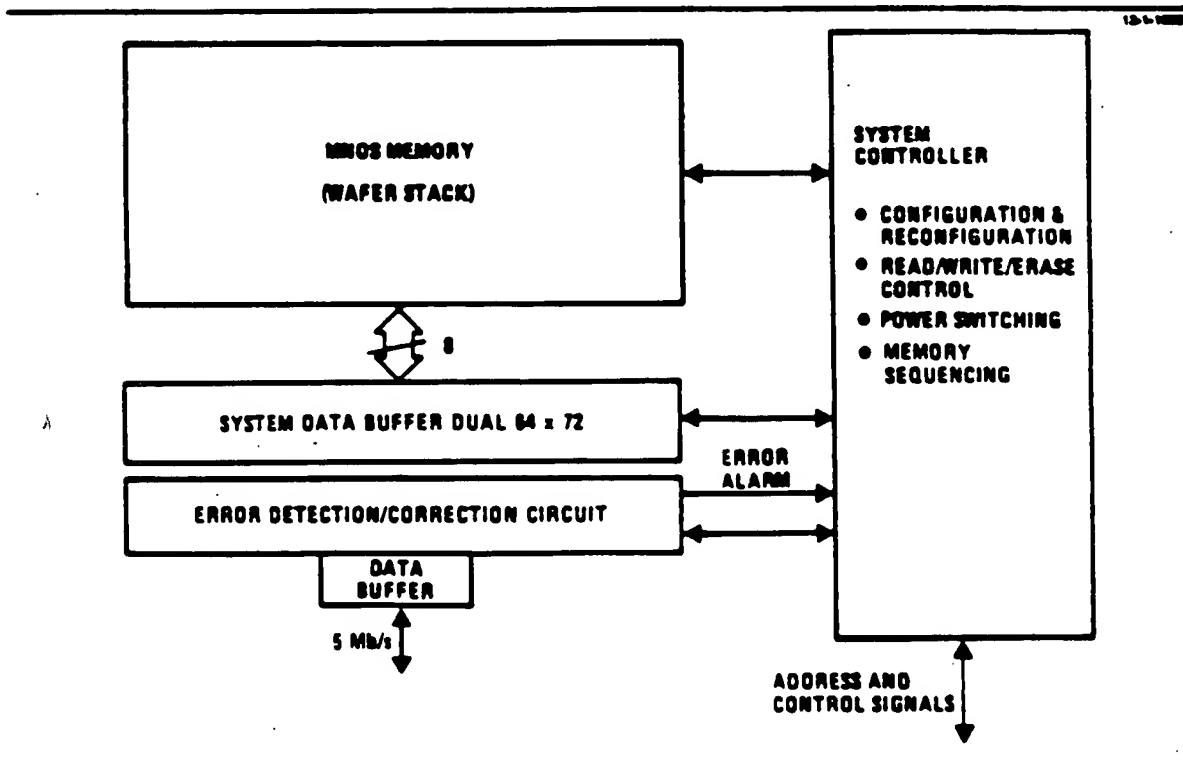 MNOS MEMORY
(WAFER STACK)
8
SYSTEM DATA BUFFER DUAL 64 x 72
ERROR DETECTION/CORRECTION CIRCUIT
DATA
BUFFER
5 Mb/s
ERROR
ALARM
SYSTEM
CONTROLLER
● CONFIGURATION &
RECONFIGURATION
● READ/WRITE/ERASE
CONTROL
● POWER SWITCHING
● MEMORY
SEQUENCING
ADDRESS AND
CONTROL SIGNALS